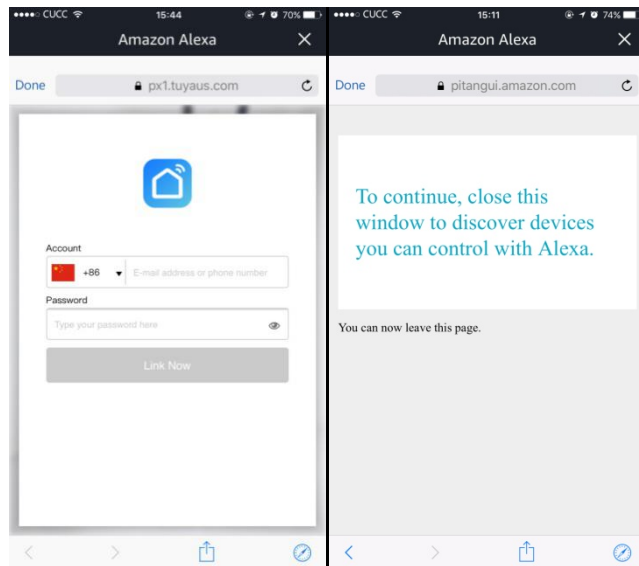 CUCC 15:44 70%
Amazon Alexa
Done px1.tuyaus.com
Account
+86 E-mail address or phone number
Password
Type your password here
Link Now
CUCC 15:11 74%
Amazon Alexa
Done pitangui.amazon.com
To continue, close this
window to discover devices
you can control with Alexa.
You can now leave this page.